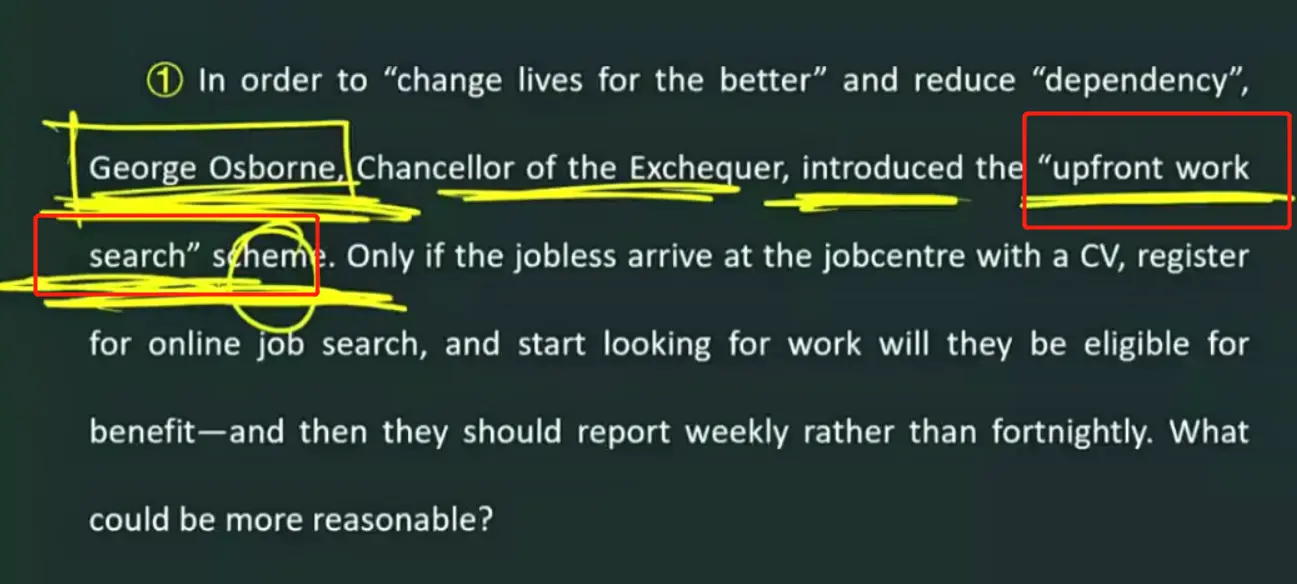 ① In order to “change lives for the better” and reduce “dependency”,
George Osborne, Chancellor of the Exchequer, introduced the “upfront work
search” scheme. Only if the jobless arrive at the jobcentre with a CV, register
for online job search, and start looking for work will they be eligible for
benefit—and then they should report weekly rather than fortnightly. What
could be more reasonable?